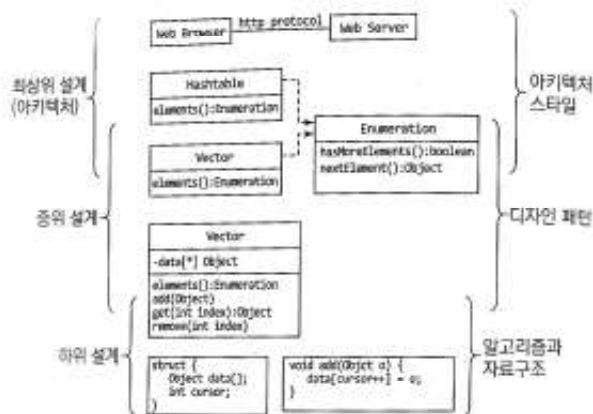 Web Browser
http protocol
Web Server
최상위 설계
(아키텍처)
아키텍처
스타일
Hashtable
elements():Enumeration
Enumeration
hasMoreElements():boolean
nextElement():Object
Vector
elements():Enumeration
중위 설계
디자인 패턴
Vector
-data[*] Object
elements():Enumeration
add(Object)
get(int index):Object
remove(int index)
하위 설계
알고리즘과
자료구조
struct {
Object data[];
int cursor;
}
void add(Objct o) {
data[cursor++] = o;
}